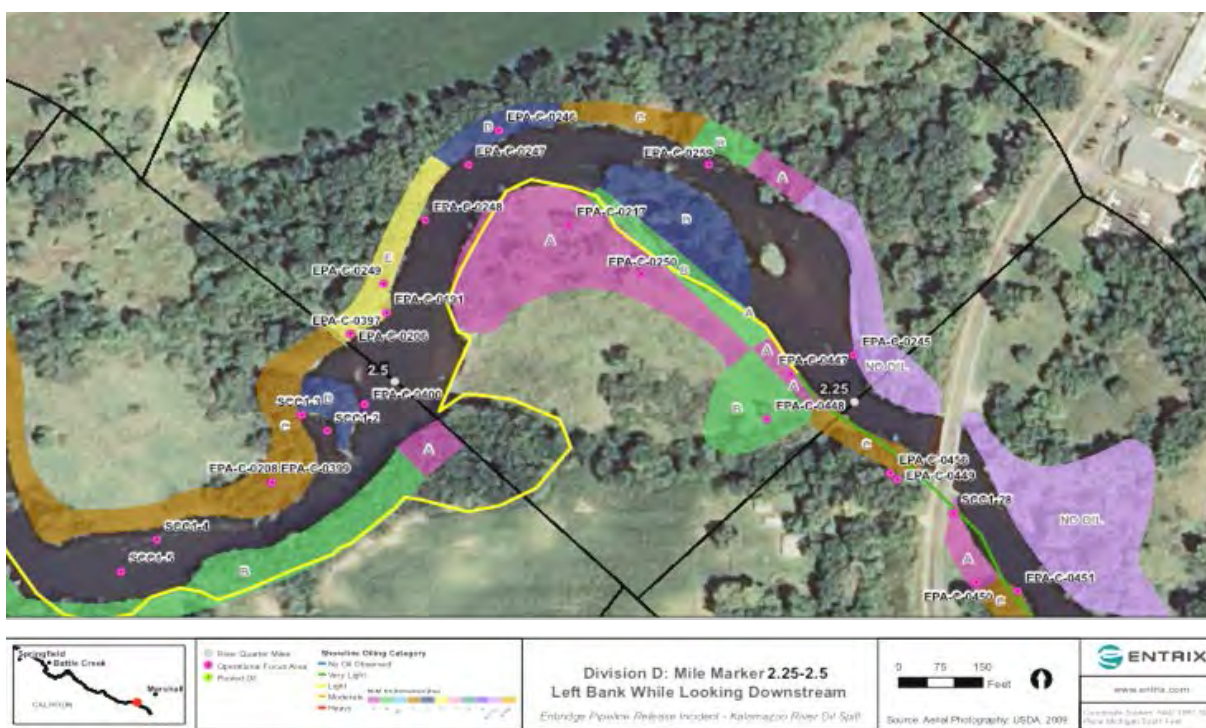 C
B
EPA-C-0246
EPA-C-0247
EPA-C-0259
A
EPA-C-0248
EPA-C-0217
A
EPA-C-0249
E
EPA-C-0250
EPA-C-0191
EPA-C-0397
EPA-C-0206
A
EPA-C-0245
2.5
A
EPA-C-0447
NO OIL
EPA-C-0400
A
2.25
SCC1-3
SCC1-2
B
EPA-C-0448
C
A
C
EPA-C-0208
EPA-C-0399
EPA-C-0449
SCC1-28
SCC1-4
NO OIL
SCC1-5
A
B
EPA-C-0451
EPA-C-0450
C
Springfield
Battle Creek
Marshall
CALHOUN
River Quarter Miles
Operational Focus Area
Pooled Oil
Shoreline Oiling Category
No Oil Observed
Very Light
Light
Moderate
Heavy
Division D: Mile Marker 2.25-2.5
Left Bank While Looking Downstream
Enbridge Pipeline Release Incident - Kalamazoo River Oil Spill
0 75 150
Feet
Source: Aerial Photography: USDA, 2009
ENTRIX
www.entrix.com